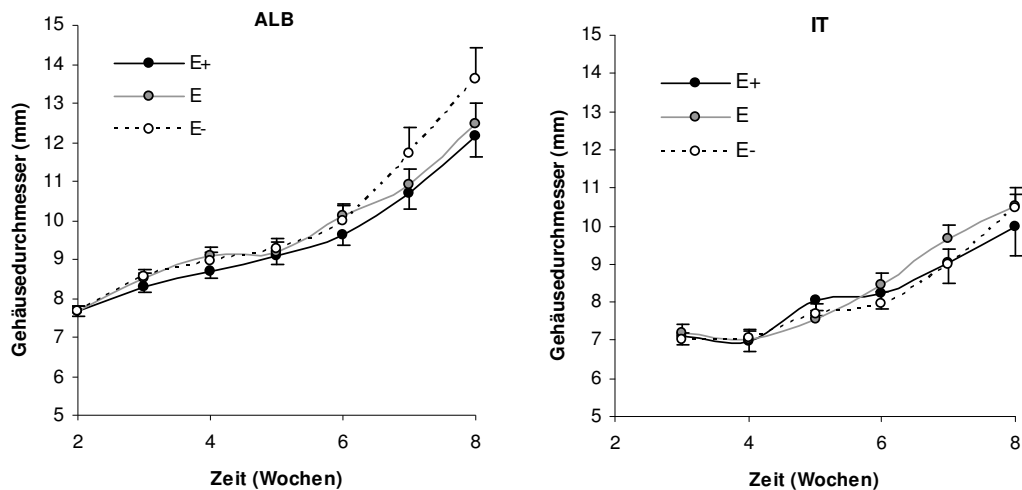 ALB
E+
E
E-
Gehäusedurchmesser (mm)
15
14
13
12
11
10
9
8
7
6
5
2
4
6
8
Zeit (Wochen)
IT
E+
E
E-
Gehäusedurchmesser (mm)
15
14
13
12
11
10
9
8
7
6
5
2
4
6
8
Zeit (Wochen)